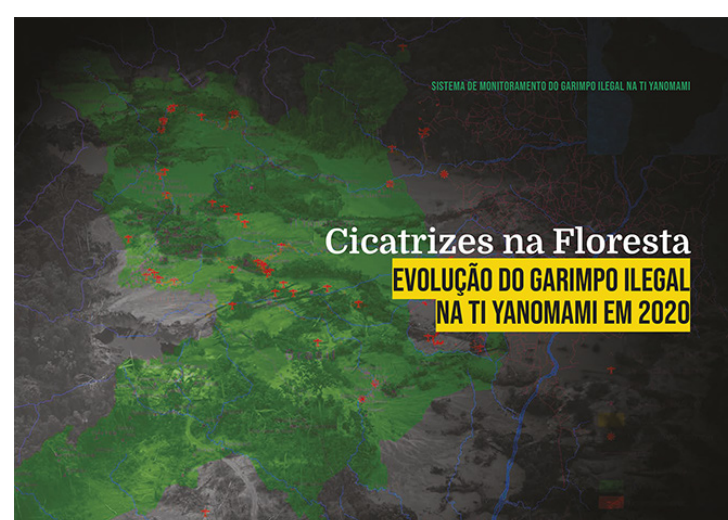 SISTEMA DE MONITORAMENTO DO GARIMPO ILEGAL NA TI YANOMAMI
Cicatrizes na Floresta
EVOLUÇÃO DO GARIMPO ILEGAL
NA TI YANOMAMI EM 2020